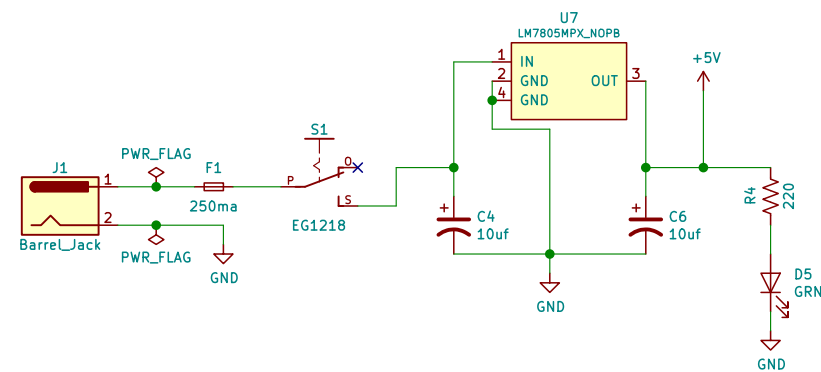 U7
LM7805MPX_NOPB
1 IN
2 GND
4 GND
OUT 3
+5V
S1
O
P
S
EG1218
J1
1
2
Barrel_Jack
PWR_FLAG
PWR_FLAG
F1
250ma
GND
+ C4
10uf
+ C6
10uf
GND
R4
220
D5
GRN
GND